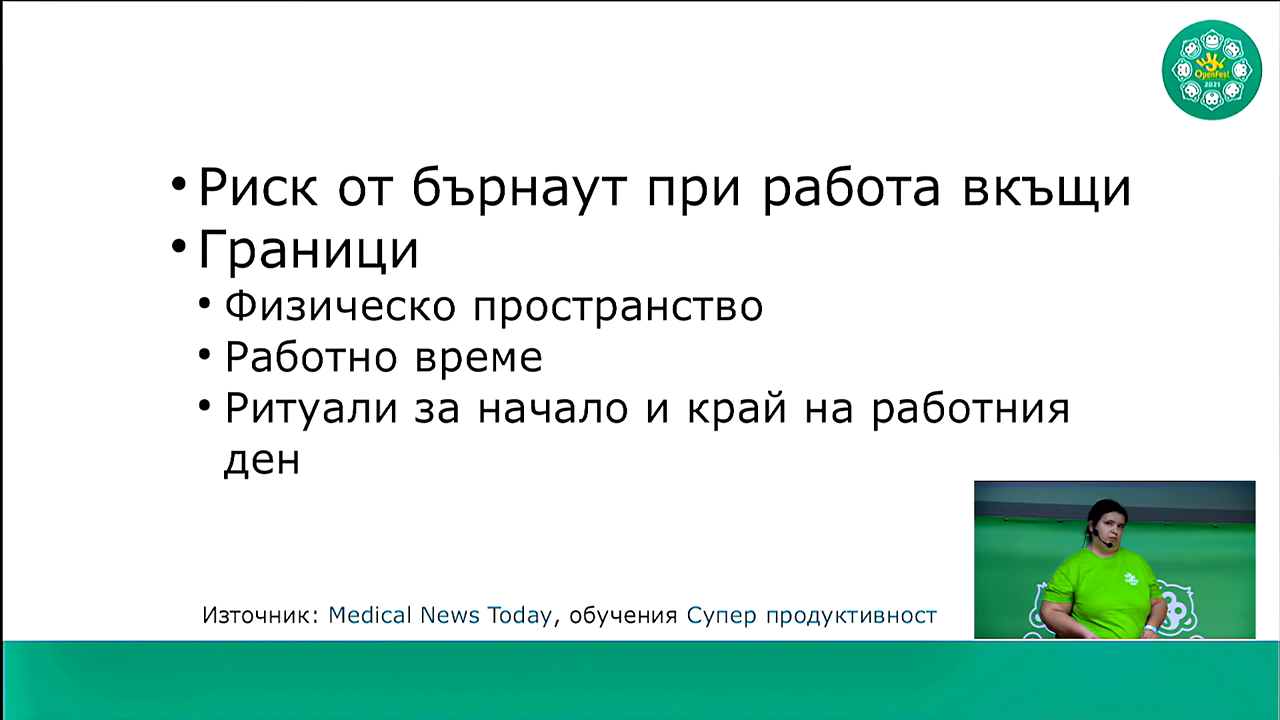 OpenFest
2021
• Риск от бърнаут при работа вкъщи
• Граници
• Физическо пространство
• Работно време
• Ритуали за начало и край на работния
ден
Източник: Medical News Today, обучения Супер продуктивност